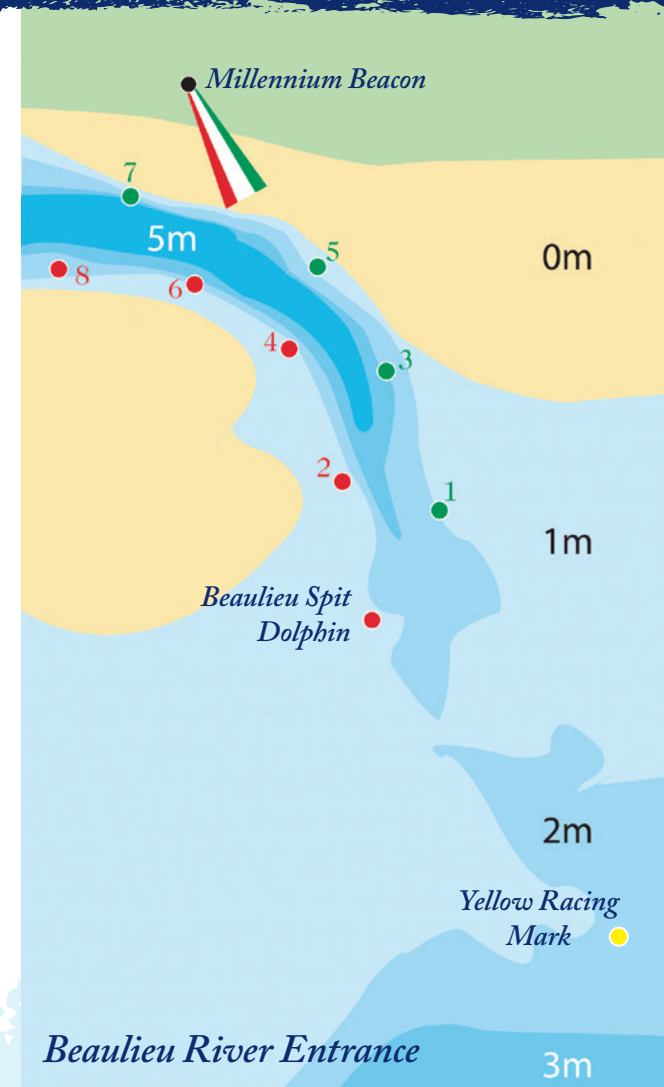 Millennium Beacon
7
5m
5
0m
8
6
4
3
2
1
1m
Beaulieu Spit
Dolphin
2m
Yellow Racing
Mark
Beaulieu River Entrance
3m